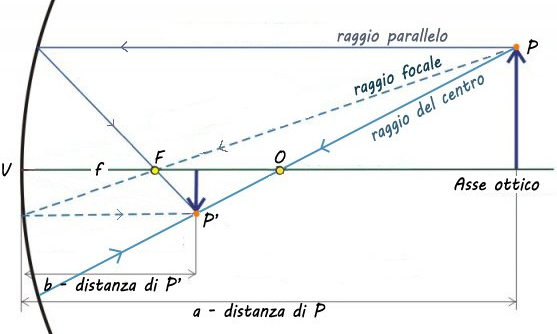 raggio parallelo
P
raggio focale
raggio del centro
V
f
F
O
Asse ottico
P'
b - distanza di P'
a - distanza di P